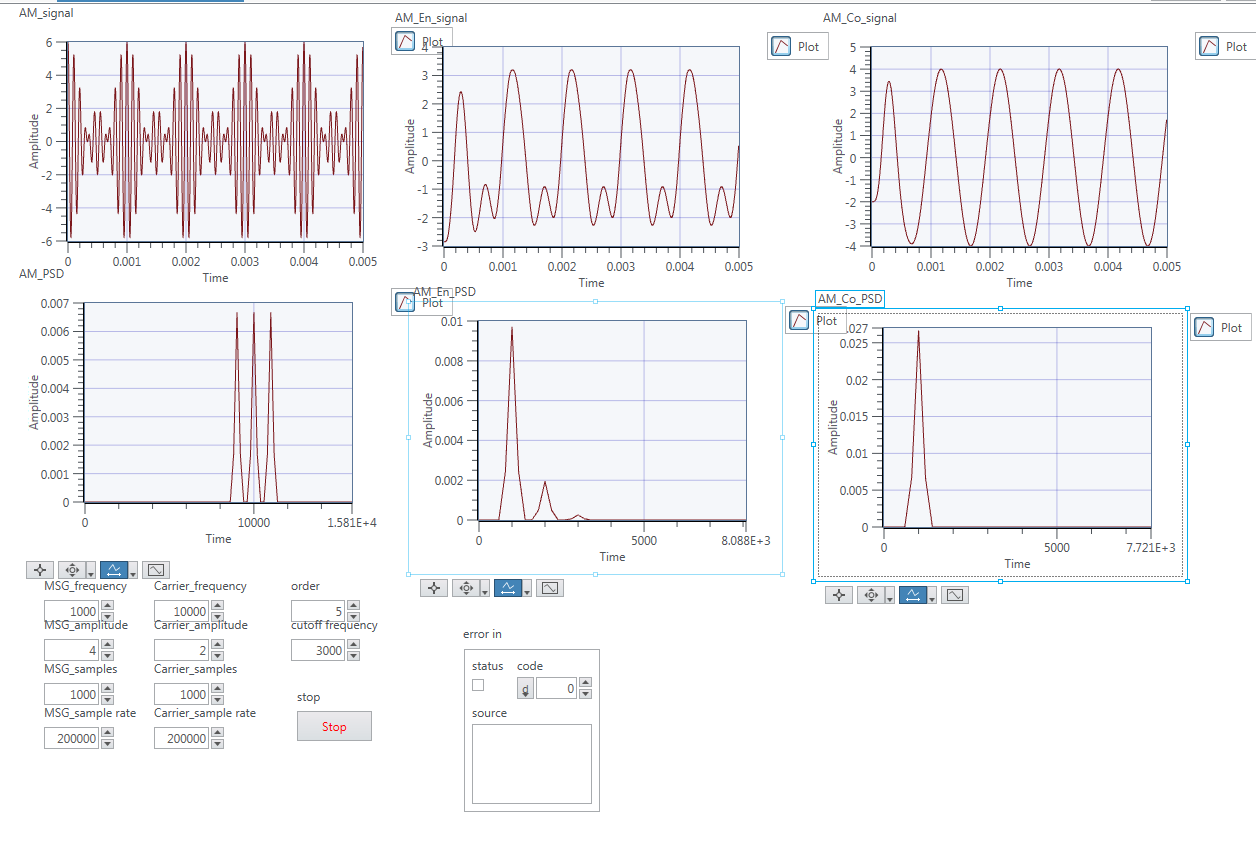 AM_signal
AM_En_signal
AM_Co_signal
Plot
Plot
Plot
6
4
2
0
-2
-4
-6
Amplitude
0
0.001
0.002
0.003
0.004
0.005
Time
4
3
2
1
0
-1
-2
-3
Amplitude
0
0.001
0.002
0.003
0.004
0.005
Time
5
4
3
2
1
0
-1
-2
-3
-4
Amplitude
0
0.001
0.002
0.003
0.004
0.005
Time
AM_PSD
AM_En_PSD
AM_Co_PSD
Plot
Plot
Plot
0.007
0.006
0.005
0.004
0.003
0.002
0.001
0
Amplitude
0
10000
1.581E+4
Time
0.01
0.008
0.006
0.004
0.002
0
Amplitude
0
5000
8.088E+3
Time
0.027
0.02
0.015
0.01
0.005
0
Amplitude
0
5000
7.721E+3
Time
MSG_frequency
Carrier_frequency
order
1000
10000
5
MSG_amplitude
Carrier_amplitude
cutoff frequency
4
2
3000
MSG_samples
Carrier_samples
1000
1000
stop
MSG_sample rate
Carrier_sample rate
200000
200000
Stop
error in
status
code
d
0
source